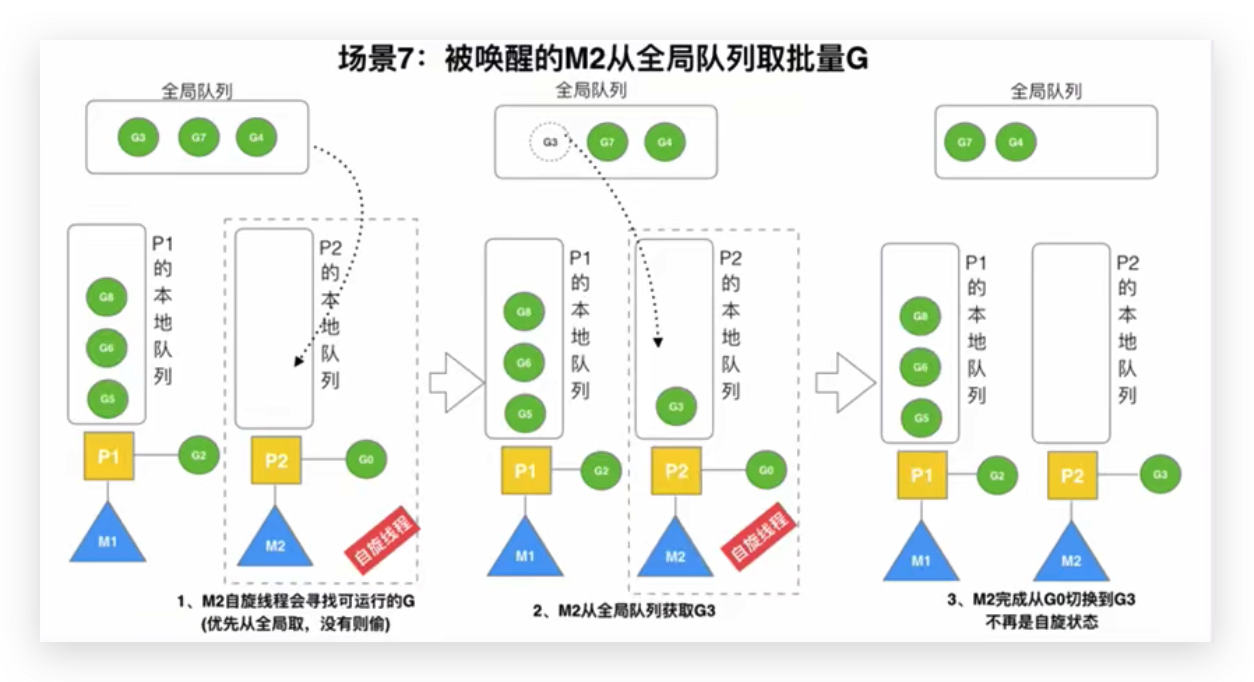 场景7：被唤醒的M2从全局队列取批量G
全局队列
G3 G7 G4
P1的本地队列
G8
G6
G5
P2的本地队列
P1
G2
P2
G0
M1
M2
自旋线程
1、M2自旋线程会寻找可运行的G
(优先从全局取，没有则偷)
全局队列
G3 G7 G4
P1的本地队列
G8
G6
G5
P2的本地队列
G3
P1
G2
P2
G0
M1
M2
自旋线程
2、M2从全局队列获取G3
全局队列
G7 G4
P1的本地队列
G8
G6
G5
P2的本地队列
P1
G2
P2
G3
M1
M2
3、M2完成从G0切换到G3
不再是自旋状态